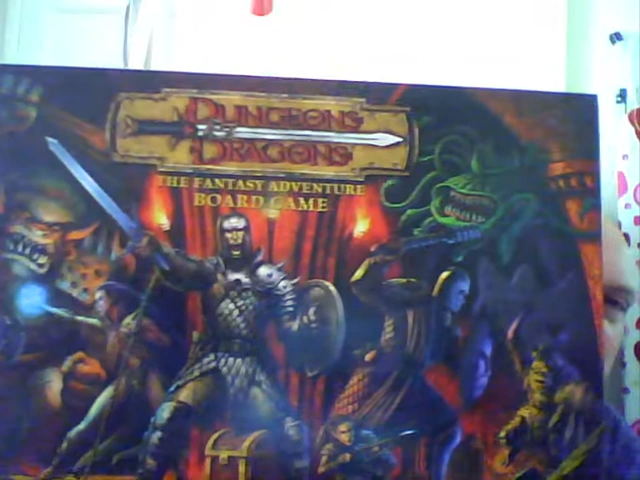 DUNGEONS
&
DRAGONS
THE FANTASY ADVENTURE
BOARD GAME